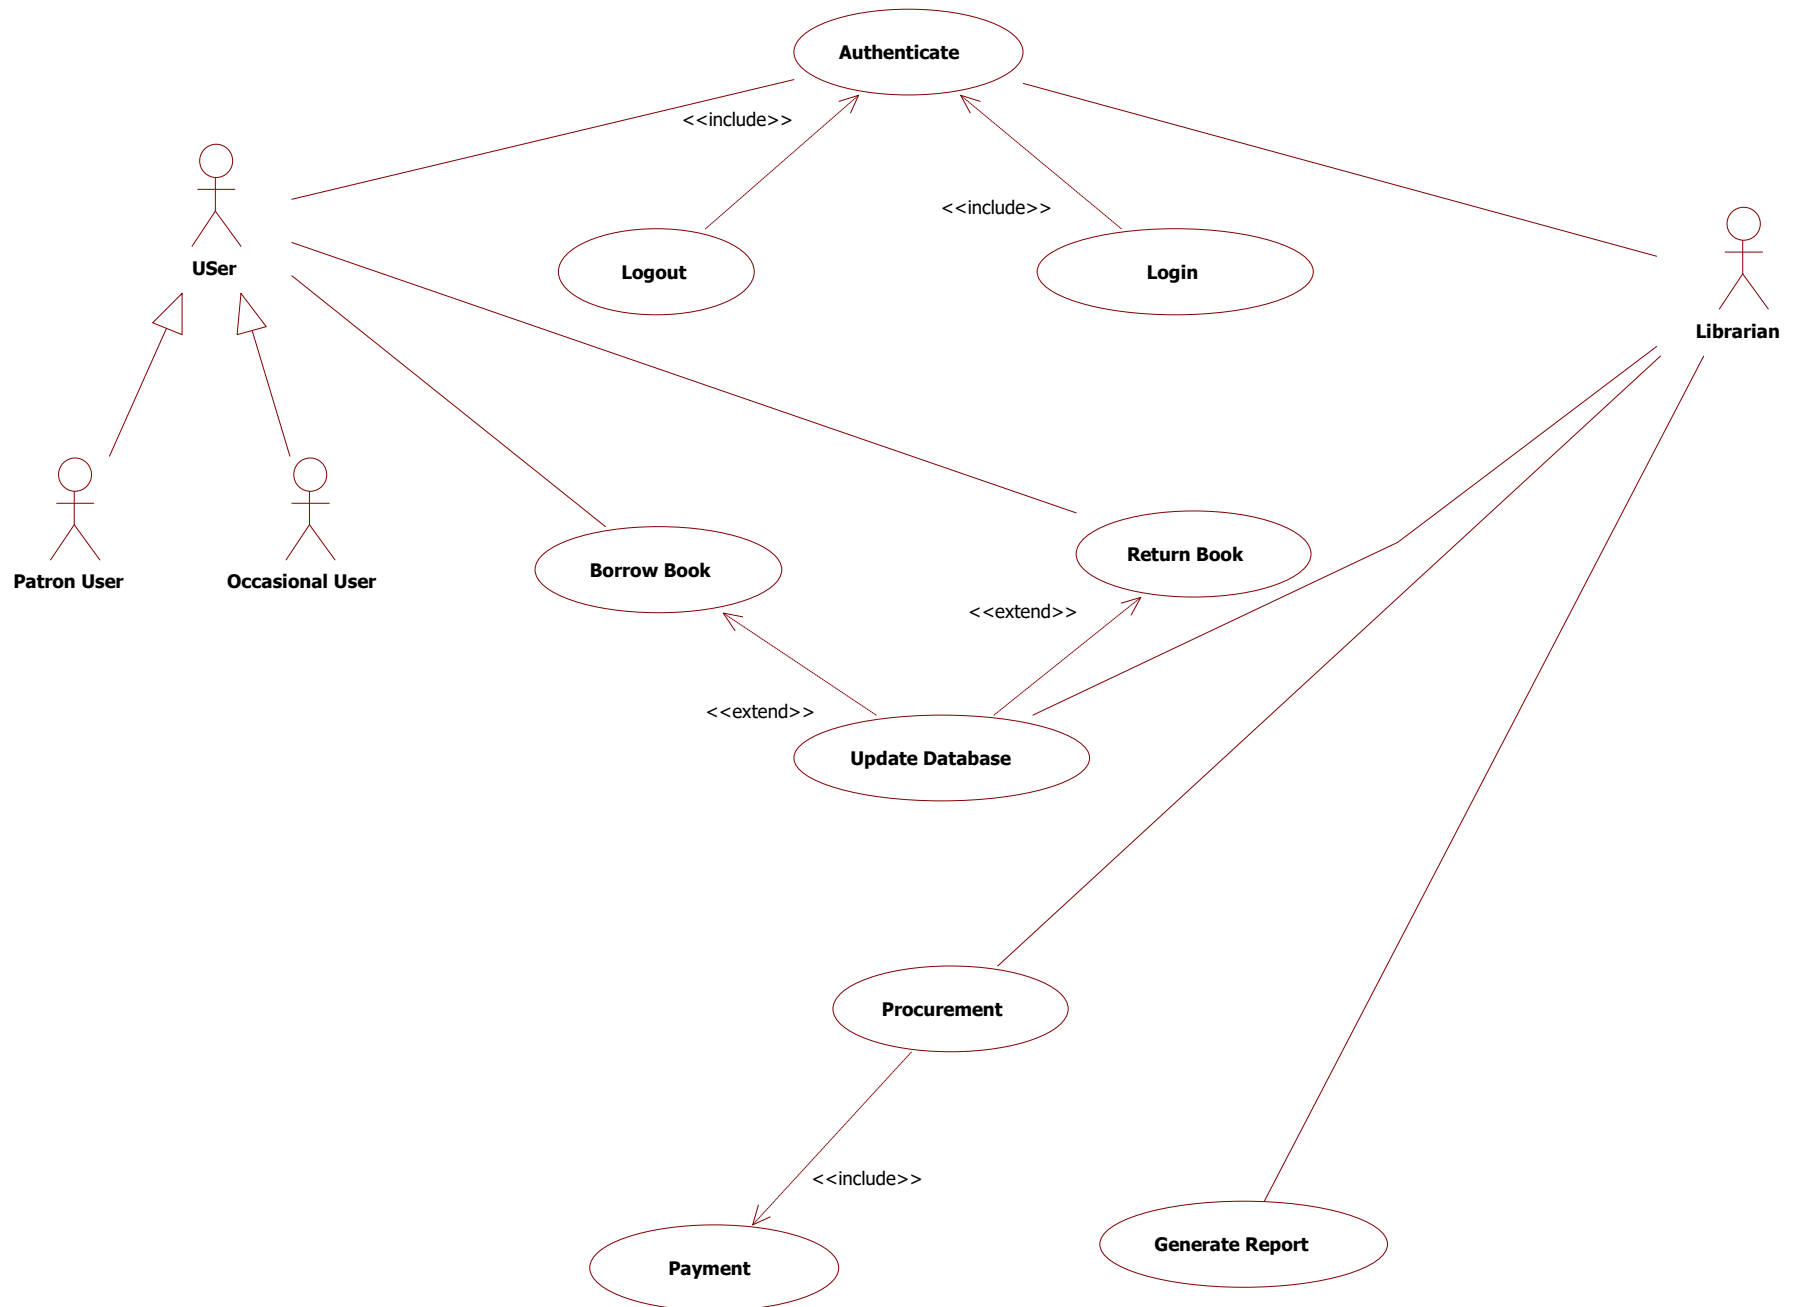 Authenticate
<<include>>
<<include>>
USer
Logout
Login
Librarian
Patron User
Occasional User
Borrow Book
Return Book
<<extend>>
<<extend>>
Update Database
Procurement
<<include>>
Payment
Generate Report